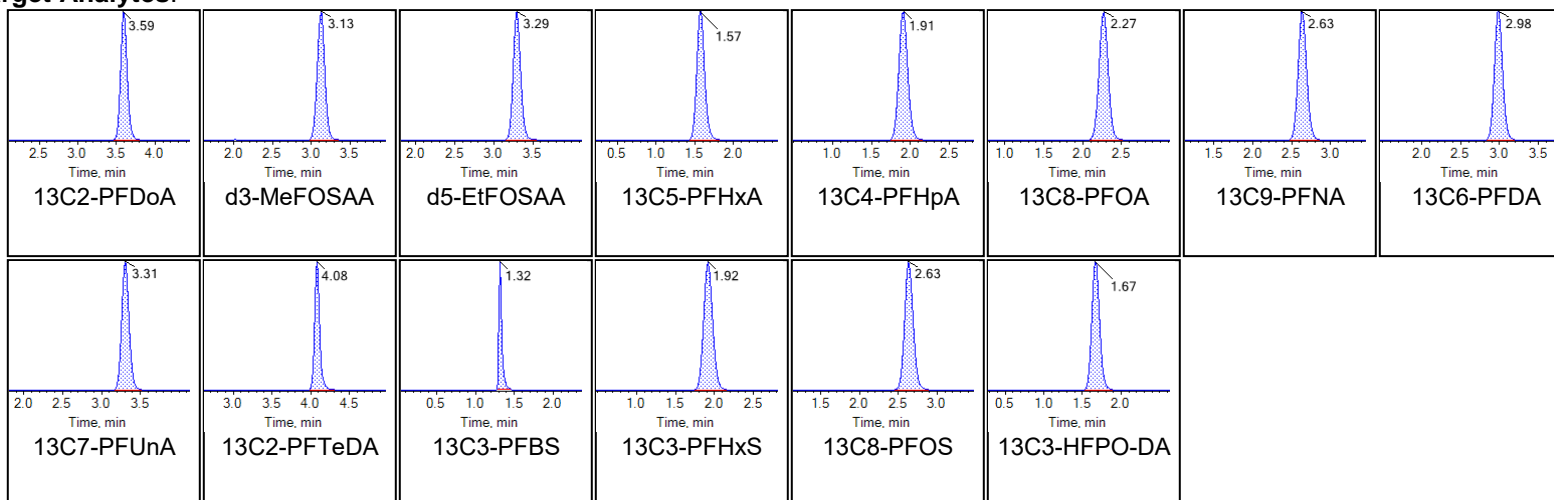 rget Analytes:
3.59 3.13 3.29 1.57 1.91 2.27 2.63 2.98
2.5 3.0 3.5 4.0 2.0 2.5 3.0 3.5 2.0 2.5 3.0 3.5 0.5 1.0 1.5 2.0 1.0 1.5 2.0 2.5 1.0 1.5 2.0 2.5 1.5 2.0 2.5 3.0 2.0 2.5 3.0 3.5
Time, min Time, min Time, min Time, min Time, min Time, min Time, min Time, min
13C2-PFDoA d3-MeFOSAA d5-EtFOSAA 13C5-PFHxA 13C4-PFHpA 13C8-PFOA 13C9-PFNA 13C6-PFDA
3.31 4.08 1.32 1.92 2.63 1.67
2.0 2.5 3.0 3.5 3.0 3.5 4.0 4.5 0.5 1.0 1.5 2.0 1.0 1.5 2.0 2.5 1.5 2.0 2.5 3.0 0.5 1.0 1.5 2.0
Time, min Time, min Time, min Time, min Time, min Time, min
13C7-PFUnA 13C2-PFTeDA 13C3-PFBS 13C3-PFHxS 13C8-PFOS 13C3-HFPO-DA